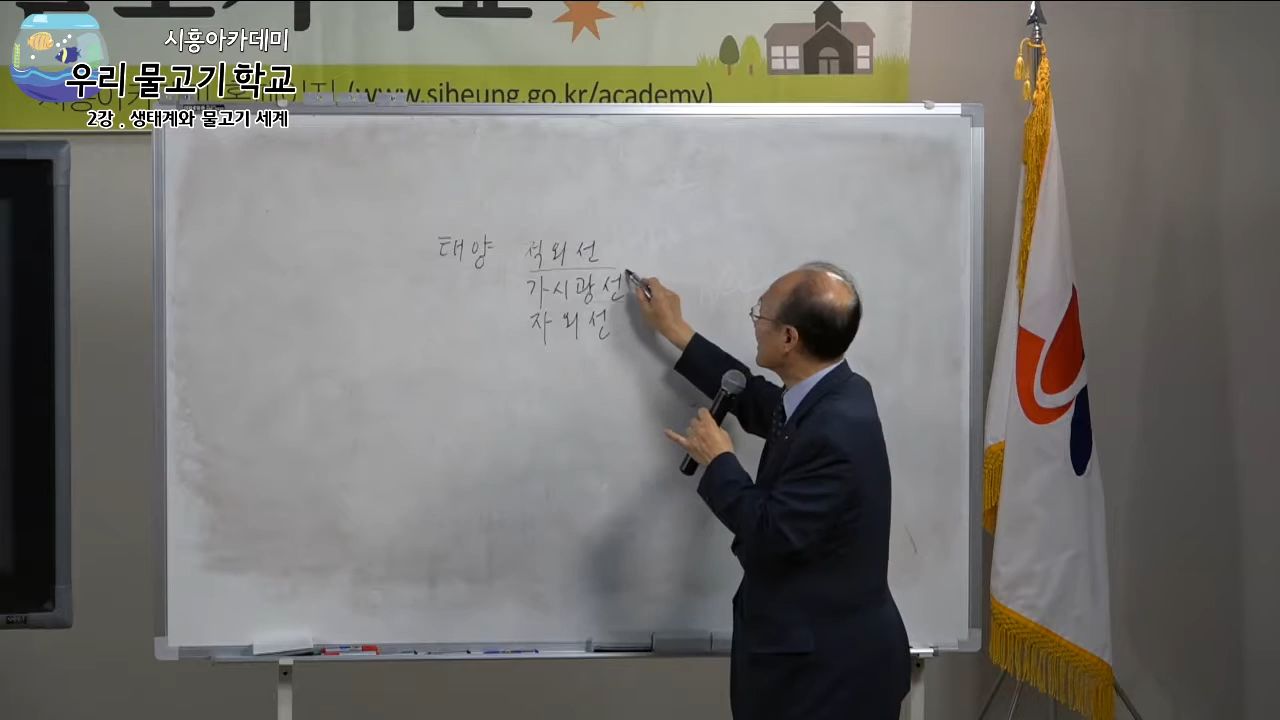 시흥아카데미
우리 물고기 학교
2강 . 생태계와 물고기 세계
(www.siheung.go.kr/academy)
태양 적외선
가시광선
자외선